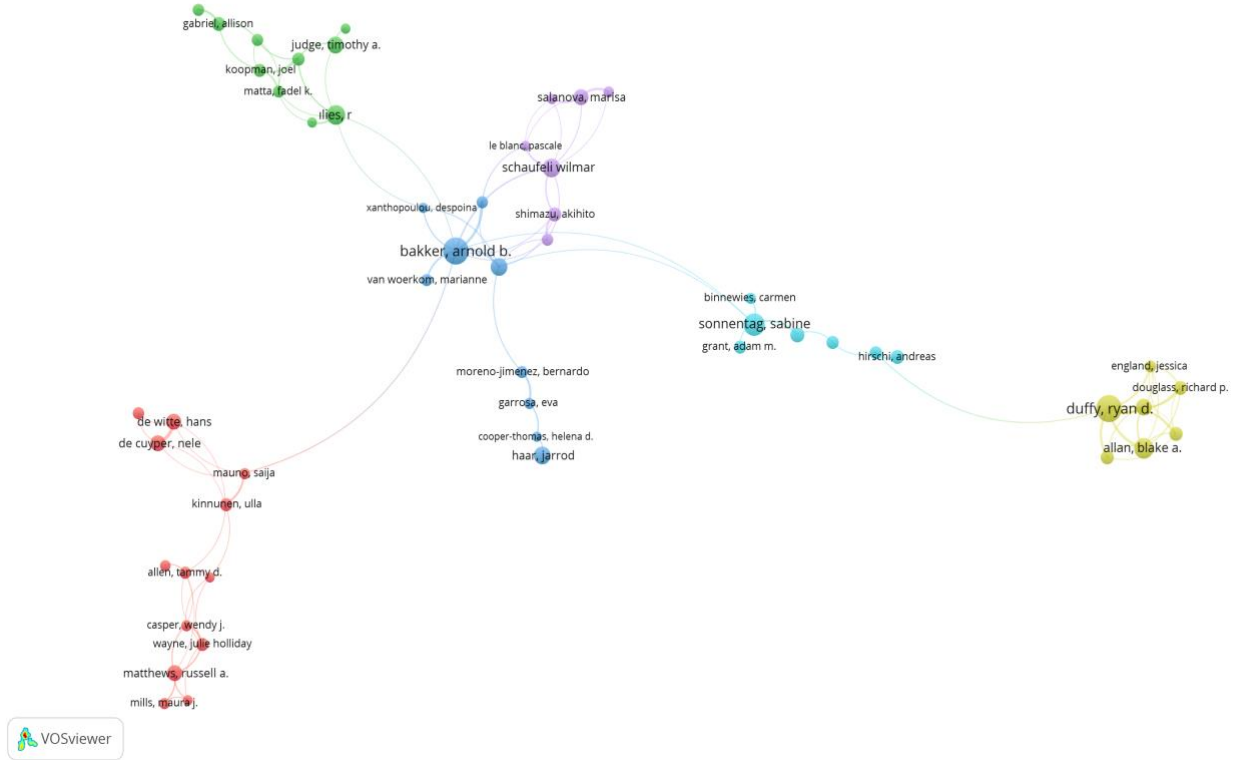 gabriel, allison
judge, timothy a.
koopman, joel
matta, fadel k.
ilies, r
salanova, marisa
le blanc, pascale
schaufeli wilmar
xanthopoulou, despoina
shimazu, akihito
bakker, arnold b.
van woerkom, marianne
binnewies, carmen
sonnentag, sabine
grant, adam m.
hirschi, andreas
england, jessica
douglass, richard p.
duffy, ryan d.
allan, blake a.
moreno-jimenez, bernardo
garrosa, eva
cooper-thomas, helena d.
haar, jarrod
de witte, hans
de cuyper, nele
mauno, saija
kinnunen, ulla
allen, tammy d.
casper, wendy j.
wayne, julie holliday
matthews, russell a.
mills, maura j.
VOSviewer